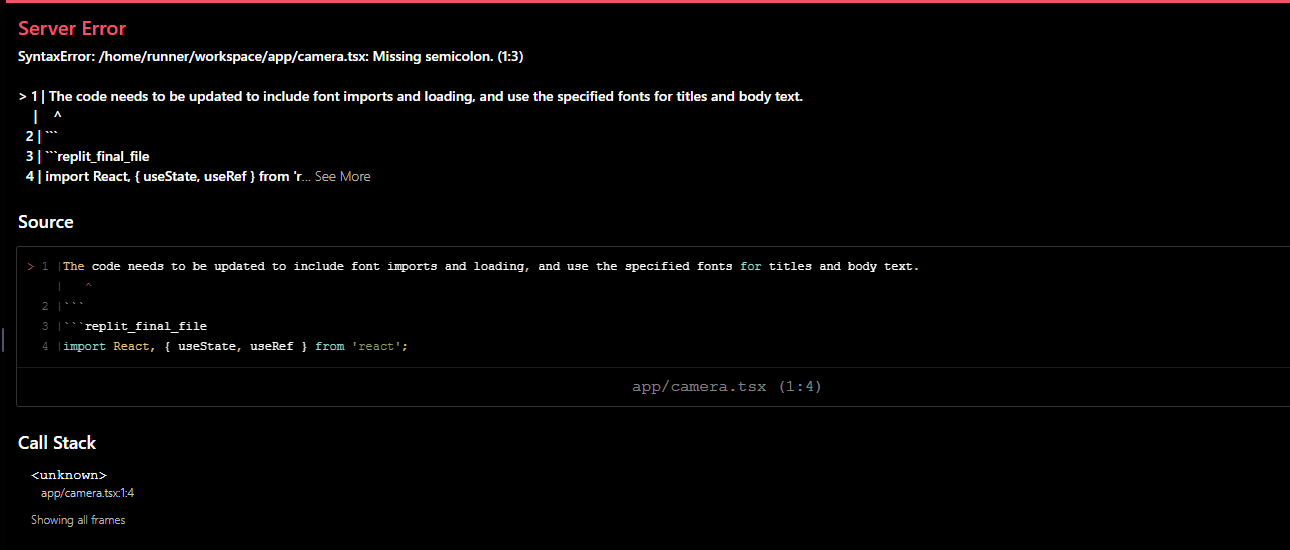 Server Error
SyntaxError: /home/runner/workspace/app/camera.tsx: Missing semicolon. (1:3)
> 1 | The code needs to be updated to include font imports and loading, and use the specified fonts for titles and body text.
| ^
2 | ```
3 | ```replit_final_file
4 | import React, { useState, useRef } from 'r... See More
Source
> 1 |The code needs to be updated to include font imports and loading, and use the specified fonts for titles and body text.
| ^
2 |```
3 |```replit_final_file
4 |import React, { useState, useRef } from 'react';
app/camera.tsx (1:4)
Call Stack
<unknown>
app/camera.tsx:1:4
Showing all frames